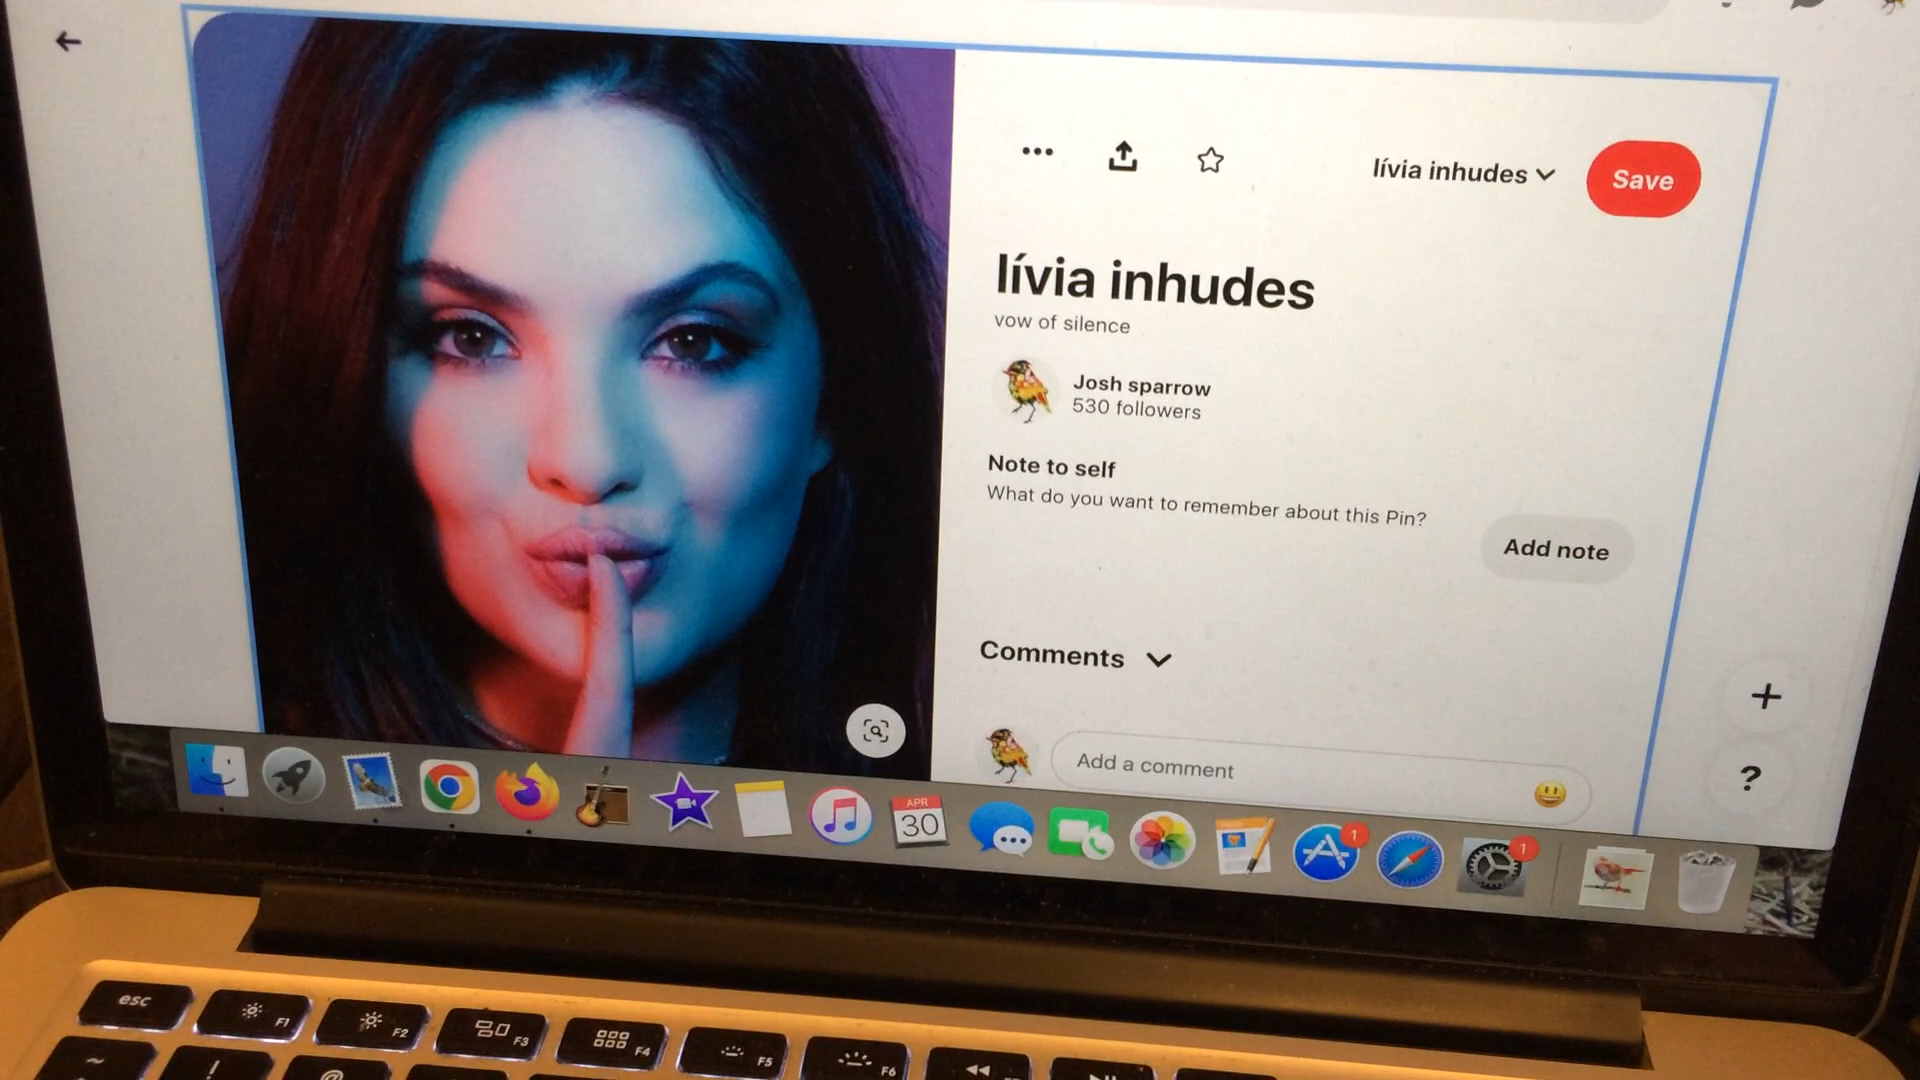 lívia inhudes
Save
lívia inhudes
vow of silence
Josh sparrow
530 followers
Note to self
What do you want to remember about this Pin?
Add note
Comments
Add a comment
?
APR
30
1
1
esc
F1
F2
F3
F4
F5
F6
~
!
@